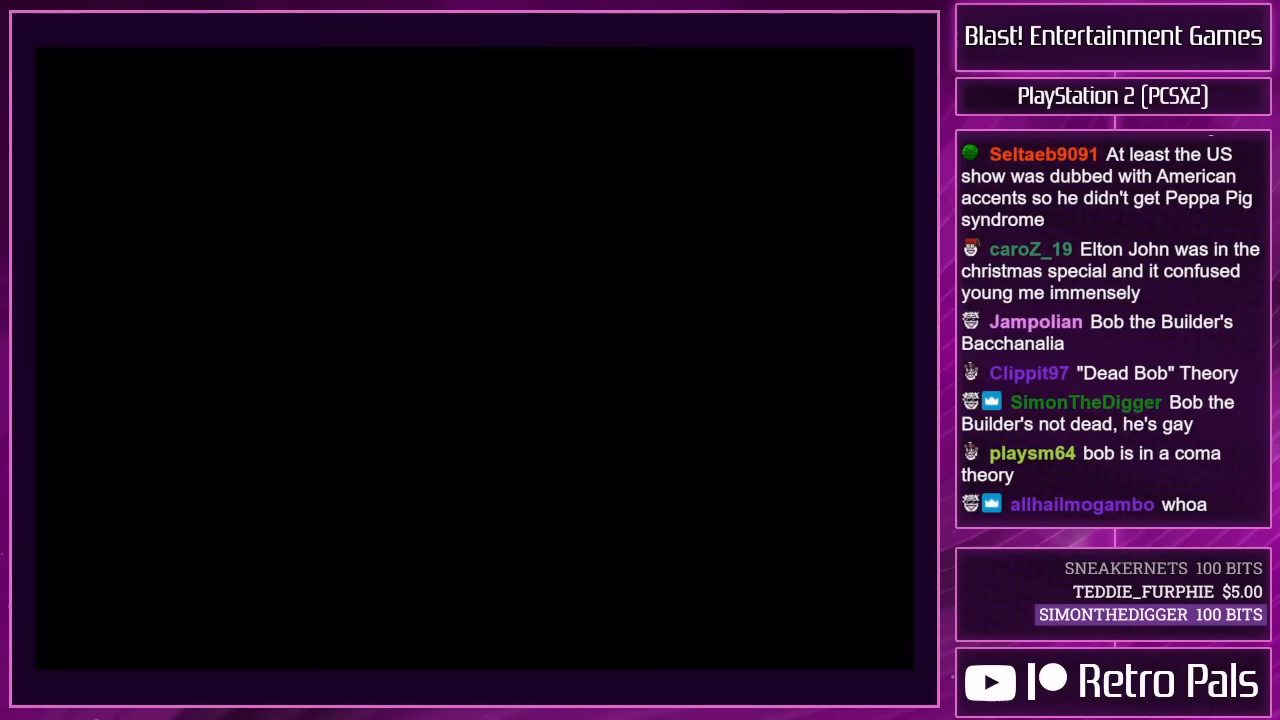 Blast! Entertainment Games
PlayStation 2 (PCSX2)
Seltaeb9091 At least the US
show was dubbed with American
accents so he didn't get Peppa Pig
syndrome
caroZ_19 Elton John was in the
christmas special and it confused
young me immensely
Jampolian Bob the Builder's
Bacchanalia
Clippit97 "Dead Bob" Theory
SimonTheDigger Bob the
Builder's not dead, he's gay
playsm64 bob is in a coma
theory
allhailmogambo whoa
SNEAKERNETS 100 BITS
TEDDIE_FURPHIE $5.00
SIMONTHEDIGGER 100 BITS
Retro Pals